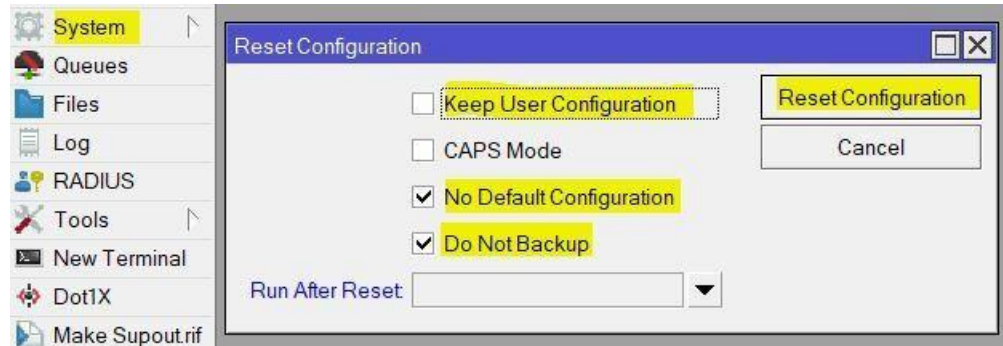 System
Queues
Files
Log
RADIUS
Tools
New Terminal
Dot1X
Make Supout.rif
Reset Configuration
Keep User Configuration
CAPS Mode
No Default Configuration
Do Not Backup
Run After Reset:
Reset Configuration
Cancel